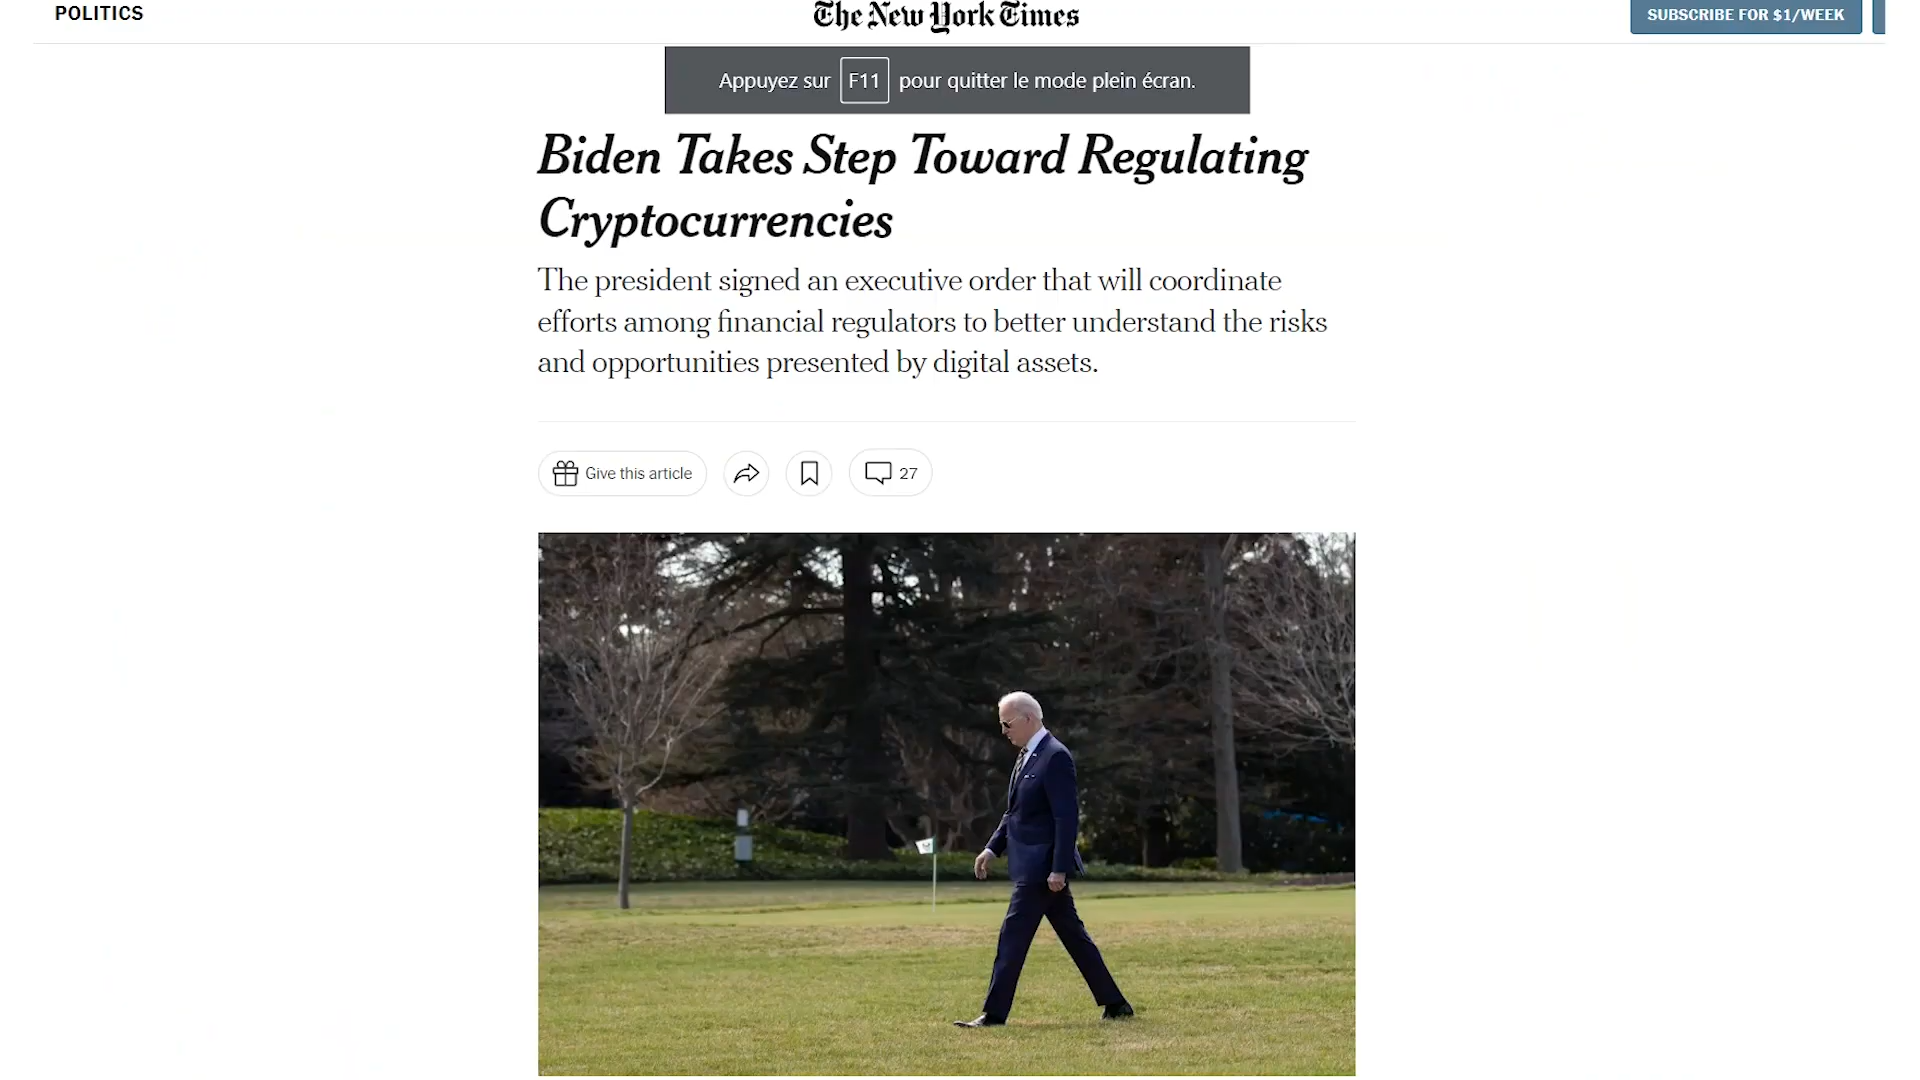 POLITICS
The New York Times
SUBSCRIBE FOR $1/WEEK
Appuyez sur F11 pour quitter le mode plein écran.
Biden Takes Step Toward Regulating
Cryptocurrencies
The president signed an executive order that will coordinate
efforts among financial regulators to better understand the risks
and opportunities presented by digital assets.
Give this article
27